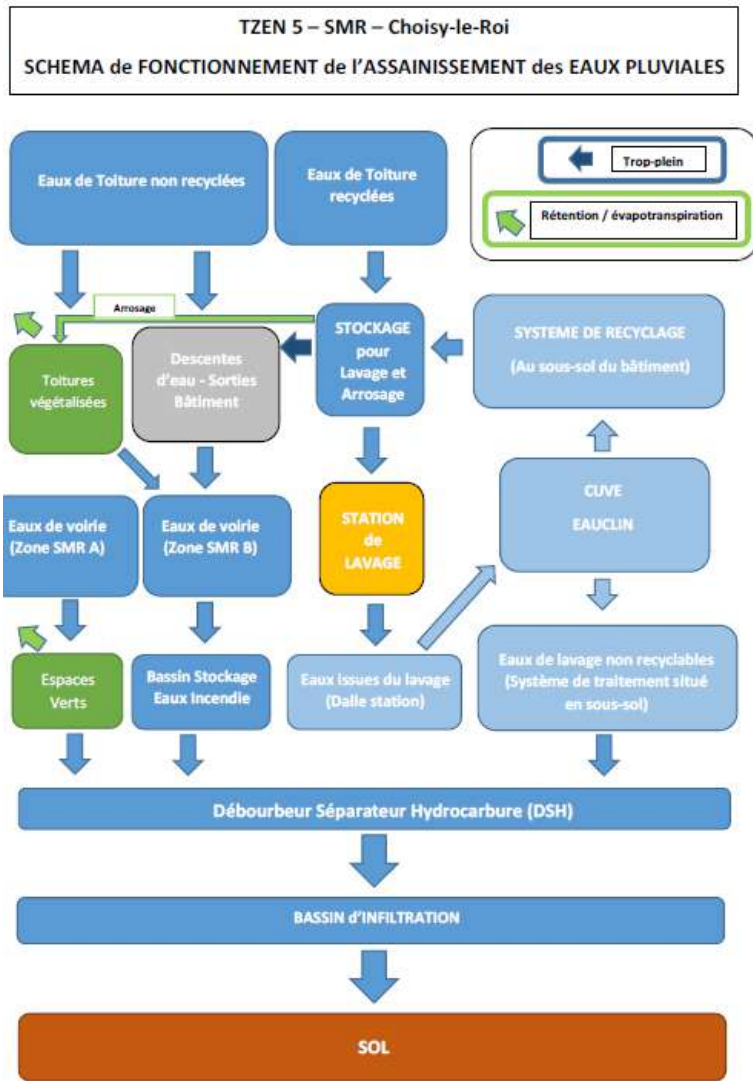 TZEN 5 – SMR – Choisy-le-Roi
SCHEMA de FONCTIONNEMENT de l'ASSAINISSEMENT des EAUX PLUVIALES
Eaux de Toiture non recyclées
Eaux de Toiture
recyclées
Trop-plein
Rétention / évapotranspiration
Arrosage
Toitures
végétalisées
Descentes
d'eau - Sorties
Bâtiment
STOCKAGE
pour
Lavage et
Arrosage
SYSTEME DE RECYCLAGE
(Au sous-sol du bâtiment)
Eaux de voirie
(Zone SMR A)
Eaux de voirie
(Zone SMR B)
STATION
de
LAVAGE
CUVE
EAUCLIN
Espaces
Verts
Bassin Stockage
Eaux Incendie
Eaux issues du lavage
(Dalle station)
Eaux de lavage non recyclables
(Système de traitement situé
en sous-sol)
Débourbeur Séparateur Hydrocarbure (DSH)
BASSIN d'INFILTRATION
SOL